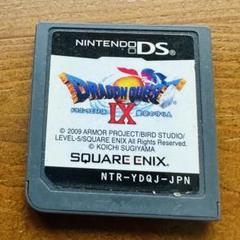 NINTENDO DS
DRAGON QUEST
IX
© 2009 ARMOR PROJECT/BIRD STUDIO/
LEVEL-5/SQUARE ENIX
All Rights Reserved.
© KOICHI SUGIYAMA
SQUARE ENIX
NTR-YDQJ-JPN